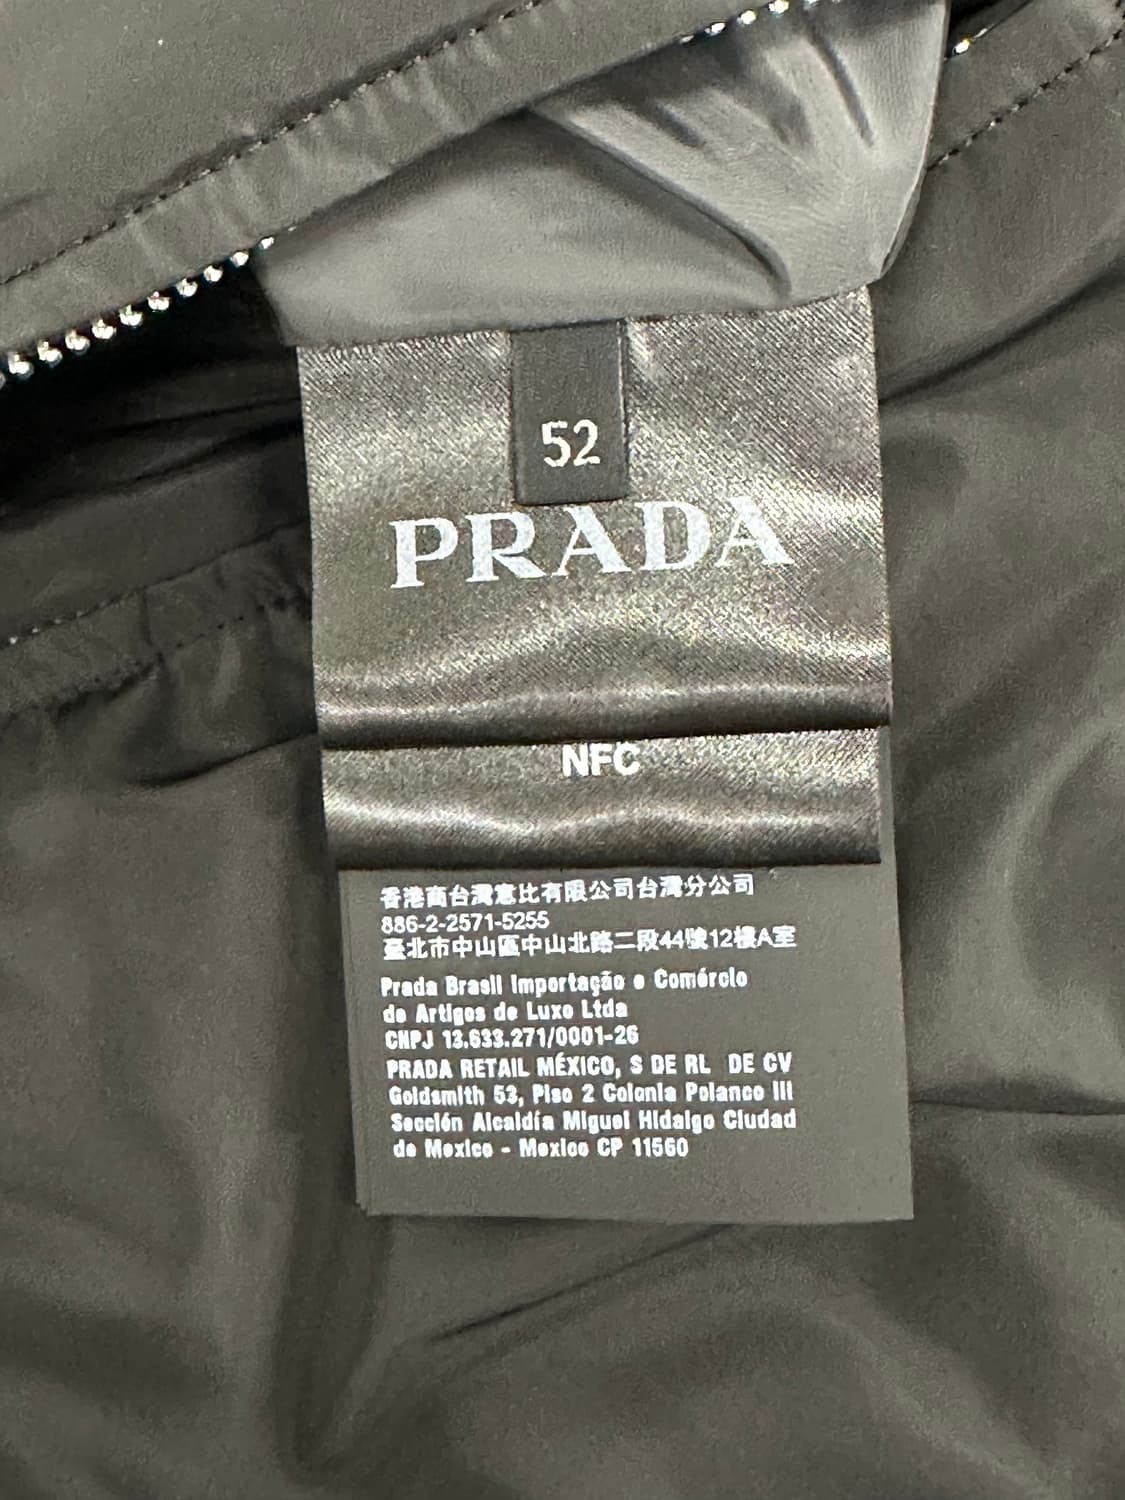 52
PRADA
NFC
香港商台灣意比有限公司台灣分公司
886-2-2571-5255
臺北市中山區中山北路二段44號12樓A室
Prada Brasil Importação e Comércio
de Artigos de Luxo Ltda
CNPJ 13.633.271/0001-26
PRADA RETAIL MÉXICO, S DE RL DE CV
Goldsmith 53, Piso 2 Colonia Polanco III
Sección Alcaldía Miguel Hidalgo Ciudad
de Mexico - Mexico CP 11560